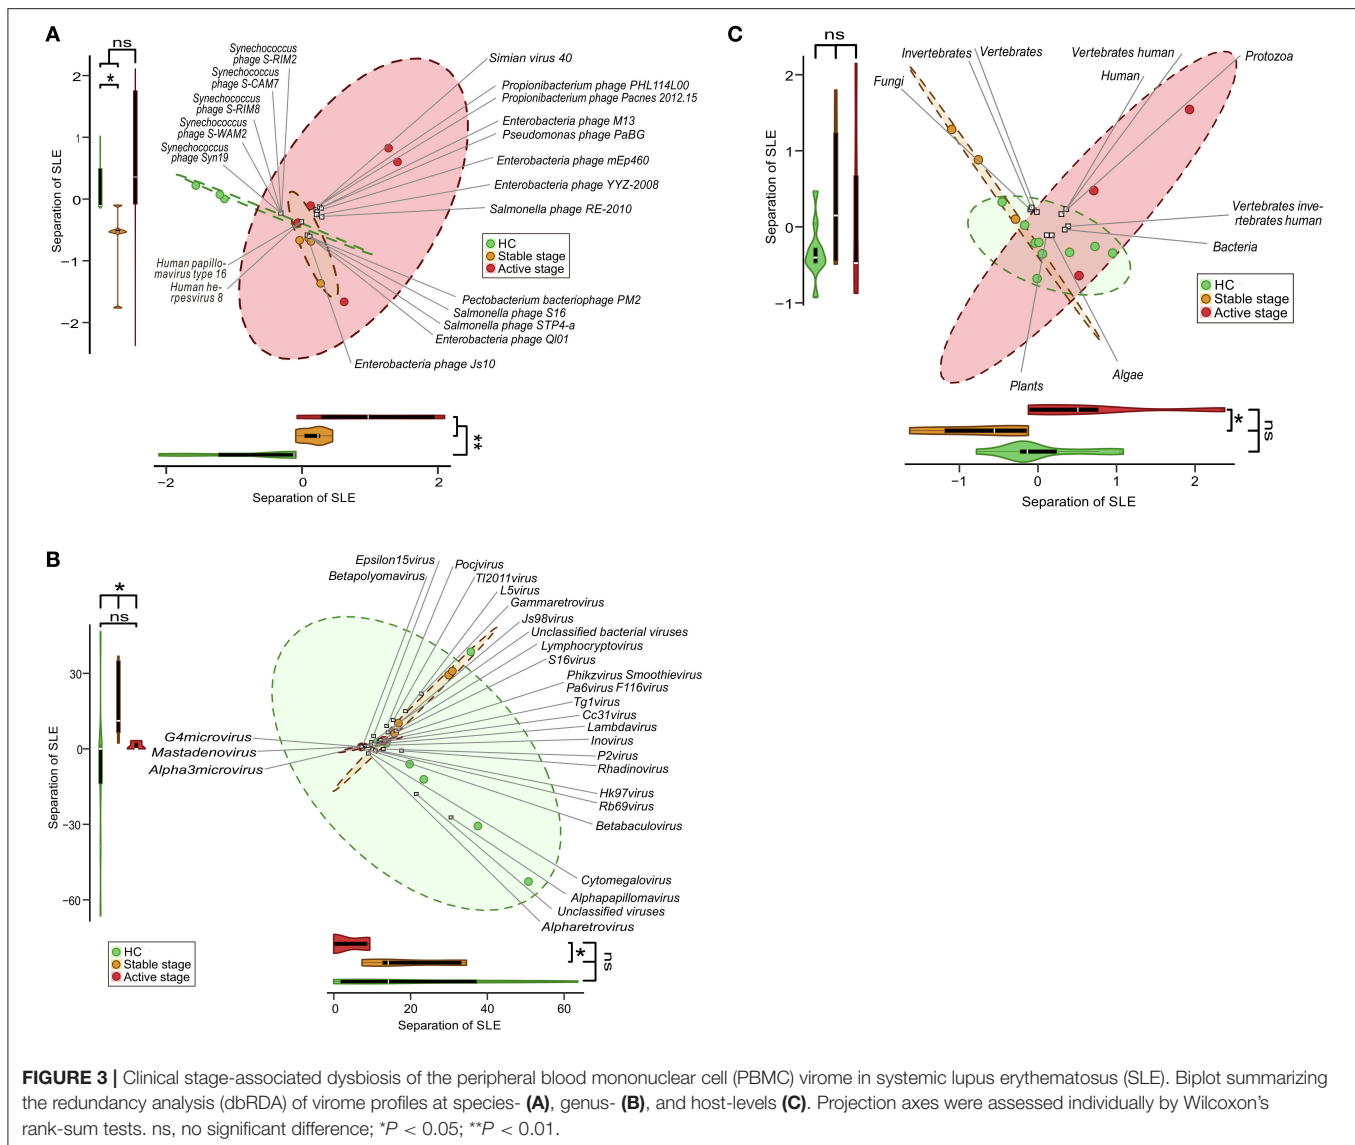 A
ns
*
Synechococcus
phage S-RIM2
Synechococcus
phage S-CAM7
Synechococcus
phage S-RIM8
Synechococcus
phage S-WAM2
Synechococcus
phage Syn19
Simian virus 40
Propionibacterium phage PHL114L00
Propionibacterium phage Pacnes 2012.15
Enterobacteria phage M13
Pseudomonas phage PaBG
Enterobacteria phage mEp460
Enterobacteria phage YYZ-2008
Salmonella phage RE-2010
HC
Stable stage
Active stage
Human papillo-
mavirus type 16
Human he-
rpesvirus 8
Pectobacterium bacteriophage PM2
Salmonella phage S16
Salmonella phage STP4-a
Enterobacteria phage Ql01
Enterobacteria phage Js10
2
1
0
−1
−2
Separation of SLE
**
−2
0
2
Separation of SLE
C
ns
Invertebrates
Vertebrates
Vertebrates human
Protozoa
Fungi
Human
Vertebrates inve-
rtebrates human
Bacteria
HC
Stable stage
Active stage
Plants
Algae
2
1
0
−1
Separation of SLE
*
ns
−1
0
1
2
Separation of SLE
B
*
ns
Epsilon15virus
Betapolyomavirus
Pocjvirus
Tl2011virus
L5virus
Gammaretrovirus
Js98virus
Unclassified bacterial viruses
Lymphocryptovirus
S16virus
Phikzvirus Smoothievirus
Pa6virus F116virus
Tg1virus
Cc31virus
Lambdavirus
Inovirus
P2virus
Rhadinovirus
Hk97virus
Rb69virus
Betabaculovirus
Cytomegalovirus
Alphapapillomavirus
Unclassified viruses
Alpharetrovirus
G4microvirus
Mastadenovirus
Alpha3microvirus
30
0
−30
−60
Separation of SLE
HC
Stable stage
Active stage
*
ns
0
20
40
60
Separation of SLE
FIGURE 3 | Clinical stage-associated dysbiosis of the peripheral blood mononuclear cell (PBMC) virome in systemic lupus erythematosus (SLE). Biplot summarizing
the redundancy analysis (dbRDA) of virome profiles at species- (A), genus- (B), and host-levels (C). Projection axes were assessed individually by Wilcoxon's
rank-sum tests. ns, no significant difference; *P < 0.05; **P < 0.01.